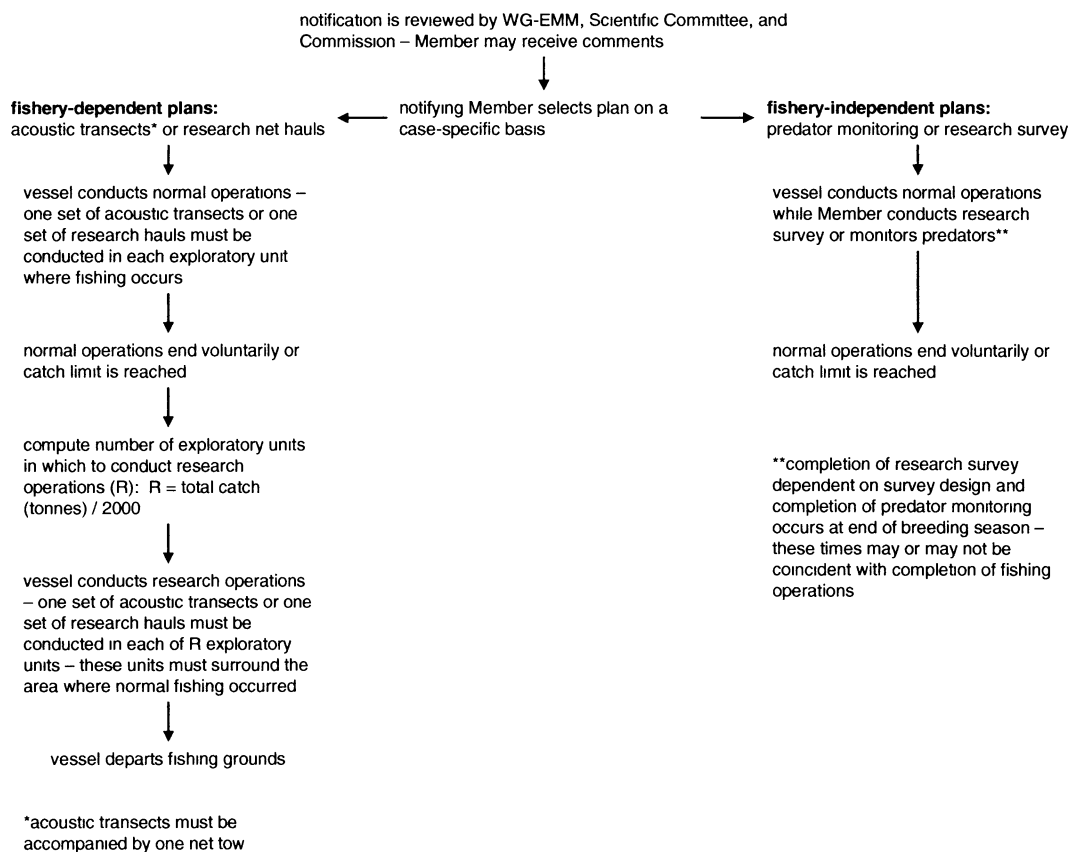 notification is reviewed by WG-EMM, Scientific Committee, and
Commission – Member may receive comments
fishery-dependent plans:
acoustic transects* or research net hauls
notifying Member selects plan on a
case-specific basis
fishery-independent plans:
predator monitoring or research survey
vessel conducts normal operations –
one set of acoustic transects or one
set of research hauls must be
conducted in each exploratory unit
where fishing occurs
normal operations end voluntarily or
catch limit is reached
compute number of exploratory units
in which to conduct research
operations (R): R = total catch
(tonnes) / 2000
vessel conducts research operations
– one set of acoustic transects or one
set of research hauls must be
conducted in each of R exploratory
units – these units must surround the
area where normal fishing occurred
vessel departs fishing grounds
*acoustic transects must be
accompanied by one net tow
vessel conducts normal operations
while Member conducts research
survey or monitors predators**
normal operations end voluntarily or
catch limit is reached
**completion of research survey
dependent on survey design and
completion of predator monitoring
occurs at end of breeding season –
these times may or may not be
coincident with completion of fishing
operations